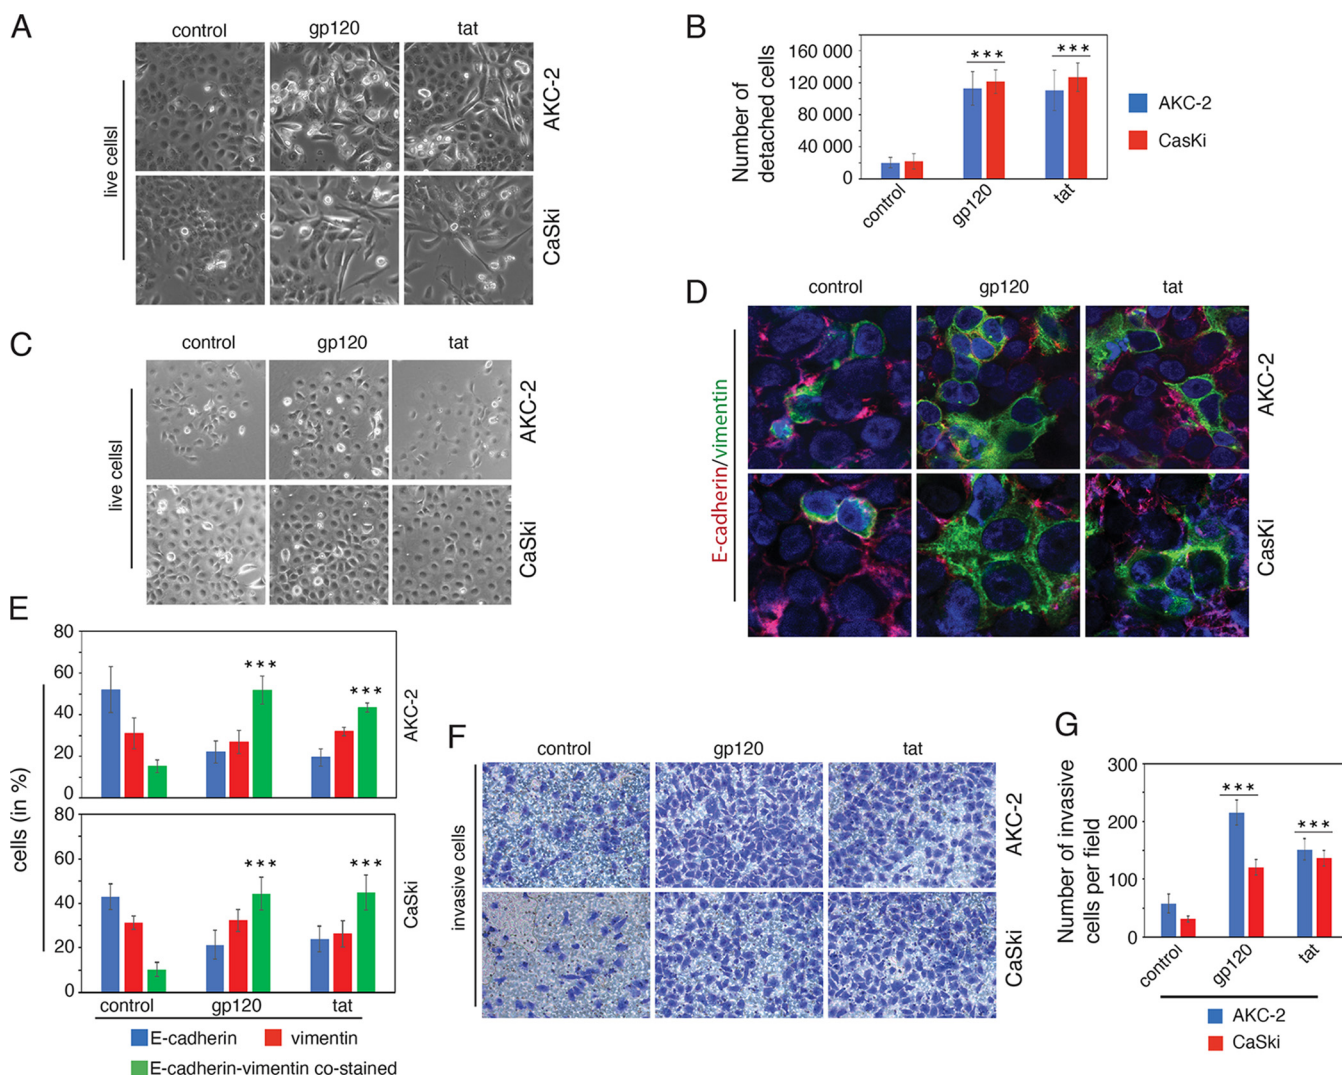 A
control
gp120
tat
live cellsl
AKC-2
CaSki
B
Number of
detached cells
160 000
120 000
80 000
40 000
0
***
***
control
gp120
tat
AKC-2
CasKi
C
control
gp120
tat
live cellsl
AKC-2
CaSki
D
control
gp120
tat
E-cadherin/vimentin
AKC-2
CasKi
E
cells (in %)
80
60
40
20
0
***
***
AKC-2
80
60
40
20
0
***
***
CaSki
control
gp120
tat
E-cadherin
vimentin
E-cadherin-vimentin co-stained
F
control
gp120
tat
invasive cells
AKC-2
CaSki
G
Number of invasive
cells per field
300
200
100
0
***
***
control
gp120
tat
AKC-2
CaSki